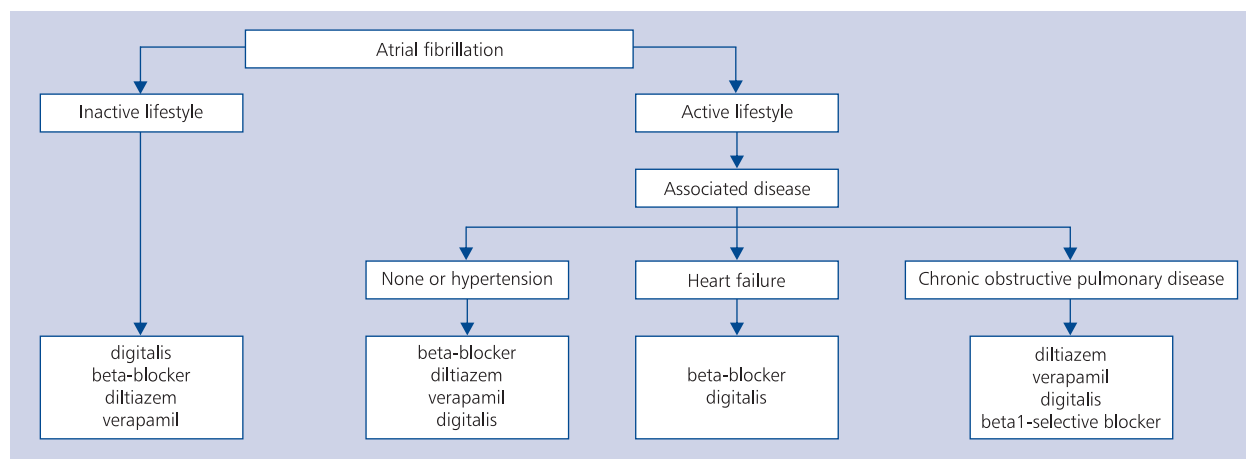 Atrial fibrillation
Inactive lifestyle
Active lifestyle
Associated disease
None or hypertension
Heart failure
Chronic obstructive pulmonary disease
digitalis
beta-blocker
diltiazem
verapamil
beta-blocker
diltiazem
verapamil
digitalis
beta-blocker
digitalis
diltiazem
verapamil
digitalis
beta1-selective blocker